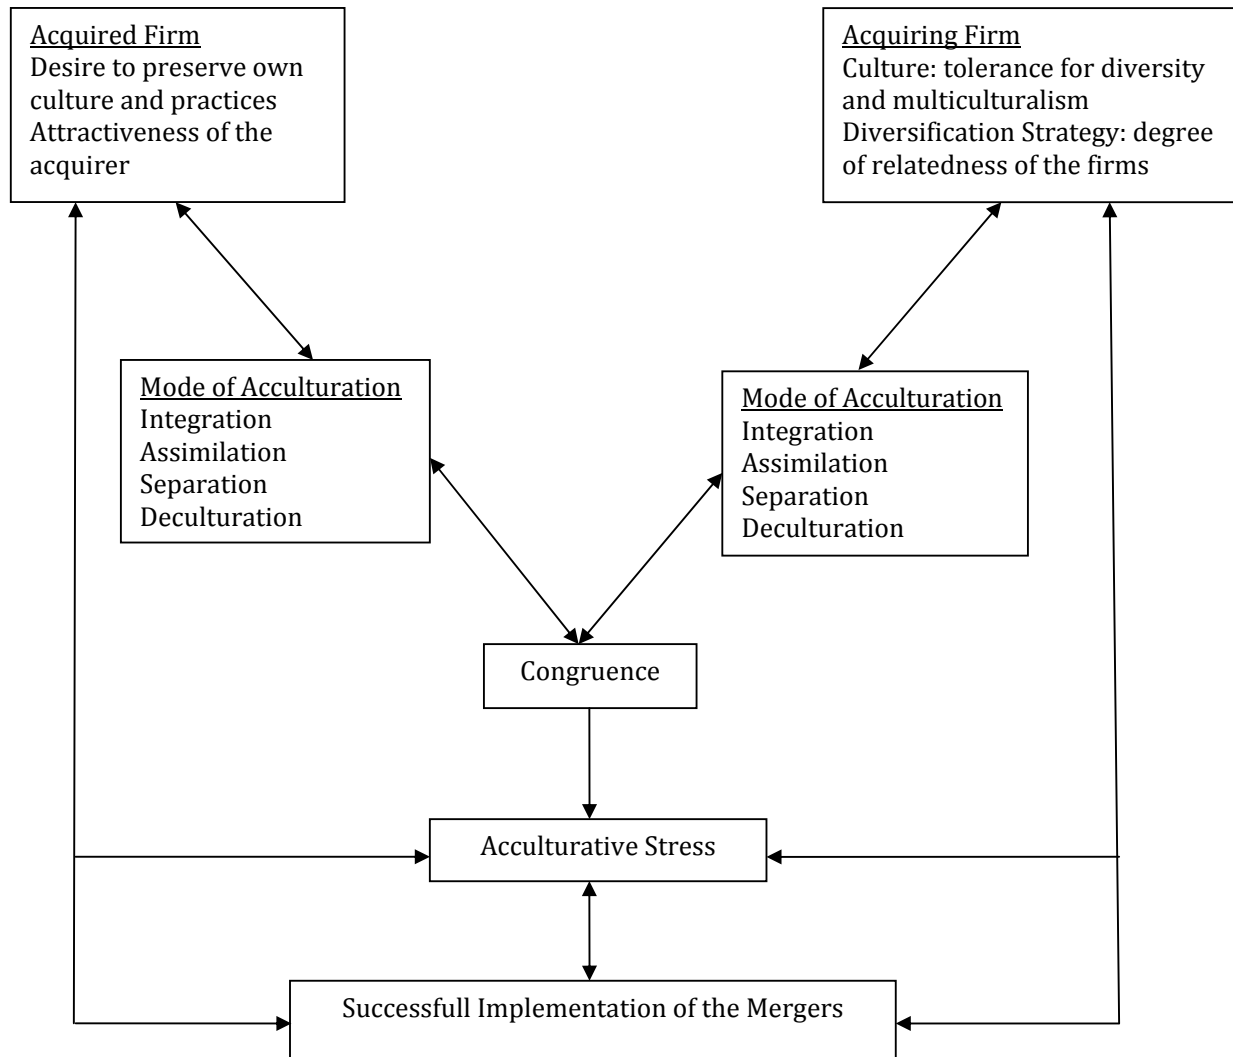 Acquired Firm
Desire to preserve own
culture and practices
Attractiveness of the
acquirer
Acquiring Firm
Culture: tolerance for diversity
and multiculturalism
Diversification Strategy: degree
of relatedness of the firms
Mode of Acculturation
Integration
Assimilation
Separation
Deculturation
Mode of Acculturation
Integration
Assimilation
Separation
Deculturation
Congruence
Acculturative Stress
Successfull Implementation of the Mergers